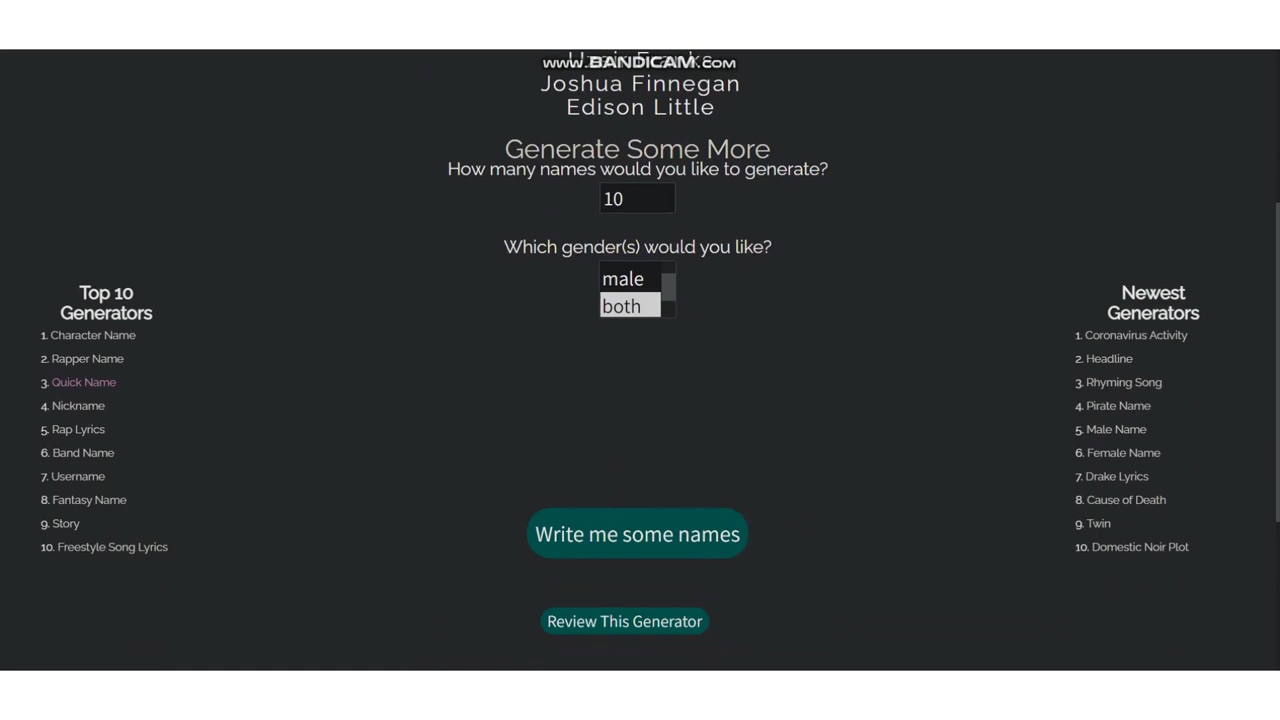 www.BANDICAM.com
Joshua Finnegan
Edison Little
Generate Some More
How many names would you like to generate?
10
Which gender(s) would you like?
male
both
Top 10
Generators
1. Character Name
2. Rapper Name
3. Quick Name
4. Nickname
5. Rap Lyrics
6. Band Name
7. Username
8. Fantasy Name
9. Story
10. Freestyle Song Lyrics
Newest
Generators
1. Coronavirus Activity
2. Headline
3. Rhyming Song
4. Pirate Name
5. Male Name
6. Female Name
7. Drake Lyrics
8. Cause of Death
9. Twin
10. Domestic Noir Plot
Write me some names
Review This Generator